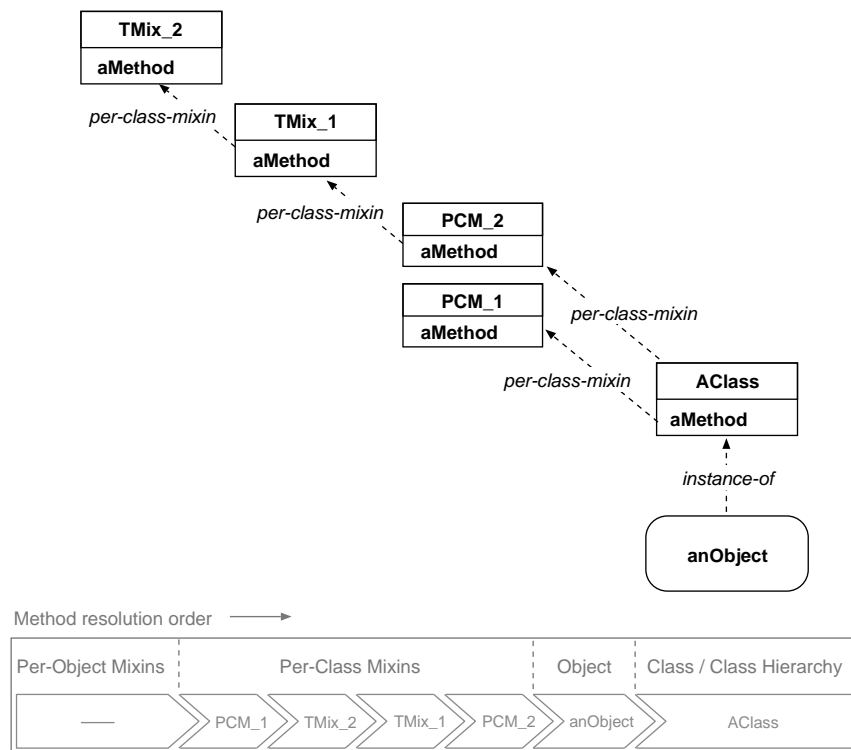 TMix_2
aMethod
per-class-mixin
TMix_1
aMethod
per-class-mixin
PCM_2
aMethod
PCM_1
aMethod
per-class-mixin
per-class-mixin
AClass
aMethod
instance-of
anObject
Method resolution order
Per-Object Mixins Per-Class Mixins Object Class / Class Hierarchy
PCM_1 TMix_2 TMix_1 PCM_2 anObject AClass